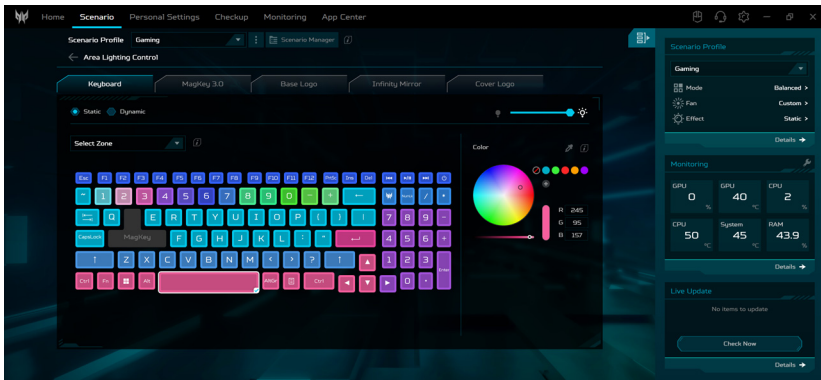 Home Scenario Personal Settings Checkup Monitoring App Center
Scenario Profile Gaming Scenario Manager
Area Lighting Control
Keyboard MagKey 3.0 Base Logo Infinity Mirror Cover Logo
Static Dynamic
Select Zone
Color
Esc F1 F2 F3 F4 F5 F6 F7 F8 F9 F10 F11 F12 PrtSc Ins Del
~ 1 2 3 4 5 6 7 8 9 0 - + / *
Q E R T Y U I O P { } | 7 8 9 -
CapsLock MagKey F G H J K L : " 4 5 6 +
Z X C V B N M < > ? 1 2 3 Enter
Ctrl Fn Alt AltGr Ctrl 0 .
R 245
G 95
B 157
Scenario Profile
Gaming
Mode Balanced >
Fan Custom >
Effect Static >
Details
Monitoring
GPU GPU CPU
0 % 40 °C 2 %
CPU System RAM
50 °C 45 °C 43.9 %
Details
Live Update
No items to update
Check Now
Details